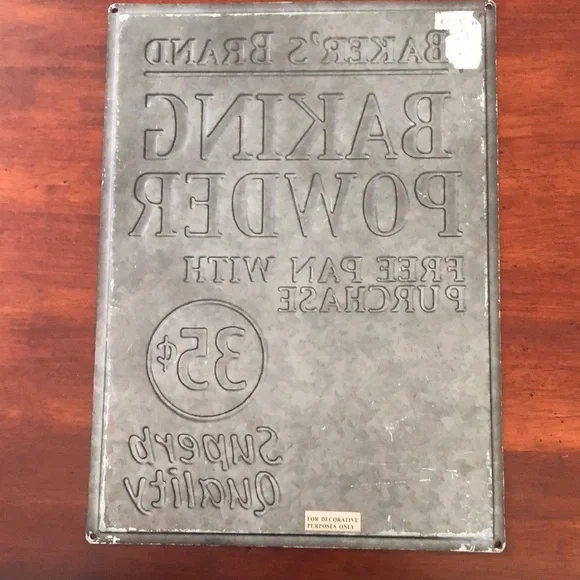 BAKER'S BRAND
BAKING
POWDER
FREE PAN WITH
PURCHASE
35¢
Superb
Quality
FOR DECORATIVE
PURPOSES ONLY